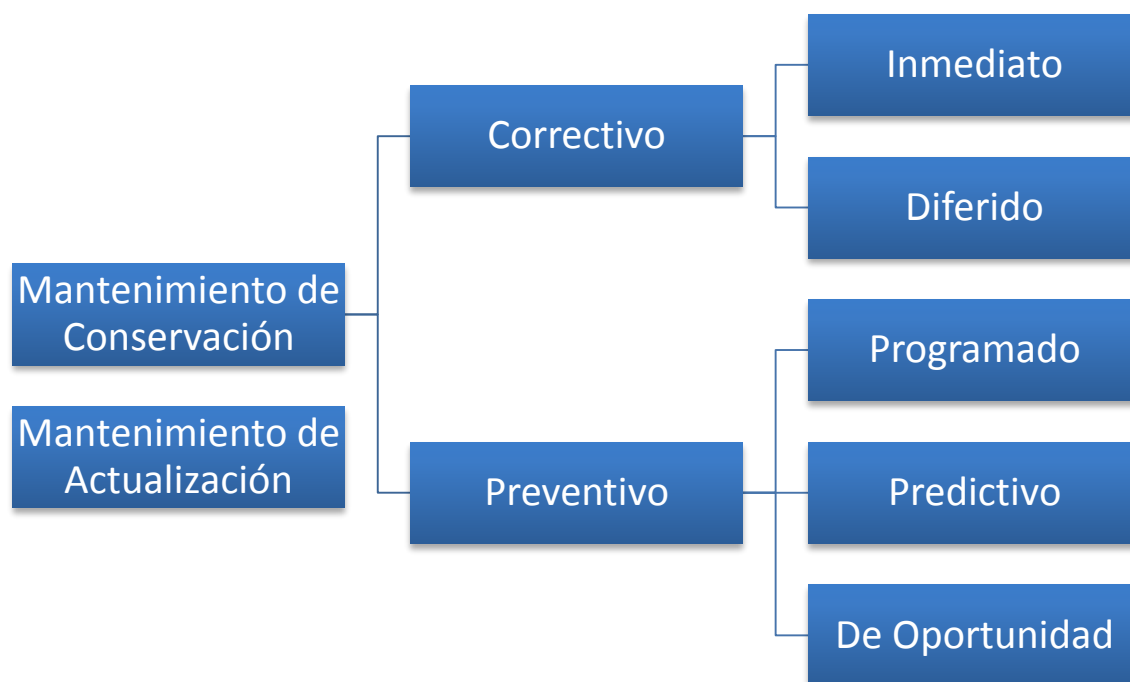 Mantenimiento de
Conservación
Correctivo
Inmediato
Diferido
Preventivo
Programado
Predictivo
De Oportunidad
Mantenimiento de
Actualización